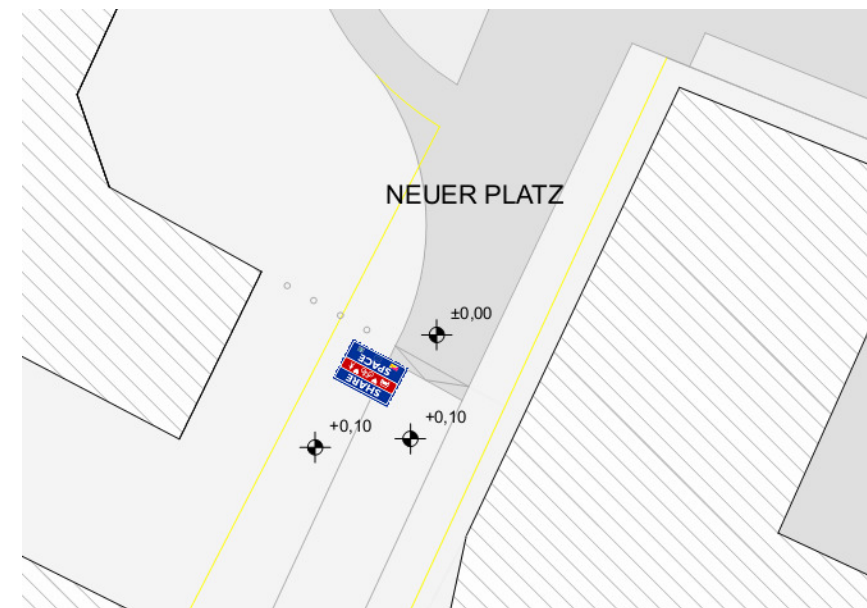 NEUER PLATZ
±0,00
SHARE
SPACE
+0,10
+0,10